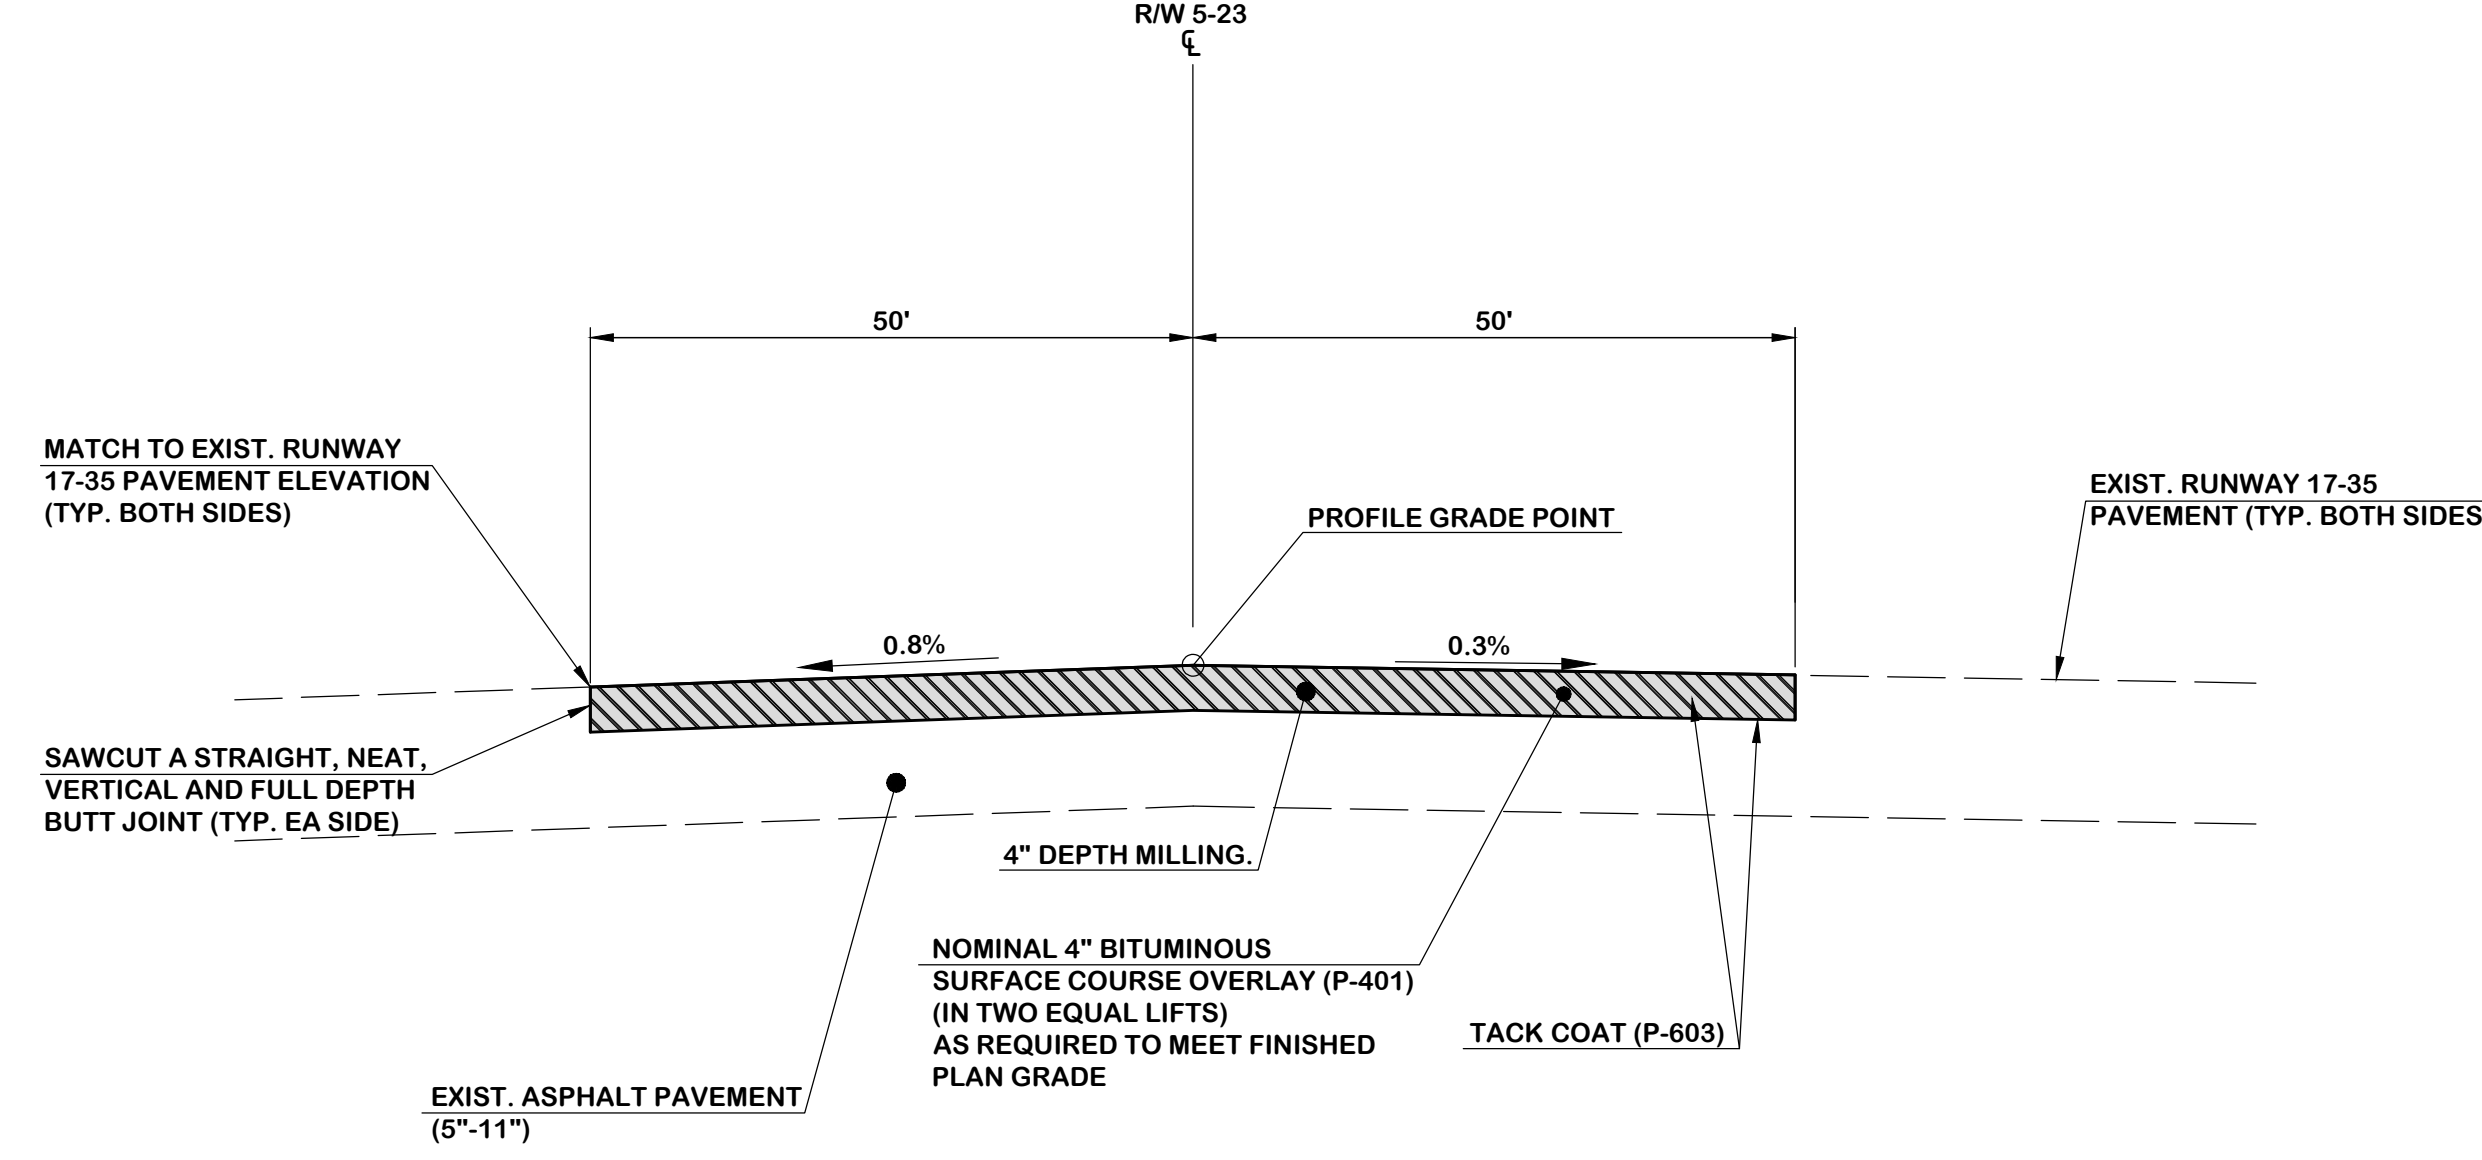 R/W 5-23
℄
50'
50'
MATCH TO EXIST. RUNWAY
17-35 PAVEMENT ELEVATION
(TYP. BOTH SIDES)
EXIST. RUNWAY 17-35
PAVEMENT (TYP. BOTH SIDES
PROFILE GRADE POINT
0.8%
0.3%
SAWCUT A STRAIGHT, NEAT,
VERTICAL AND FULL DEPTH
BUTT JOINT (TYP. EA SIDE)
4" DEPTH MILLING.
NOMINAL 4" BITUMINOUS
SURFACE COURSE OVERLAY (P-401)
(IN TWO EQUAL LIFTS)
AS REQUIRED TO MEET FINISHED
PLAN GRADE
TACK COAT (P-603)
EXIST. ASPHALT PAVEMENT
(5"-11")